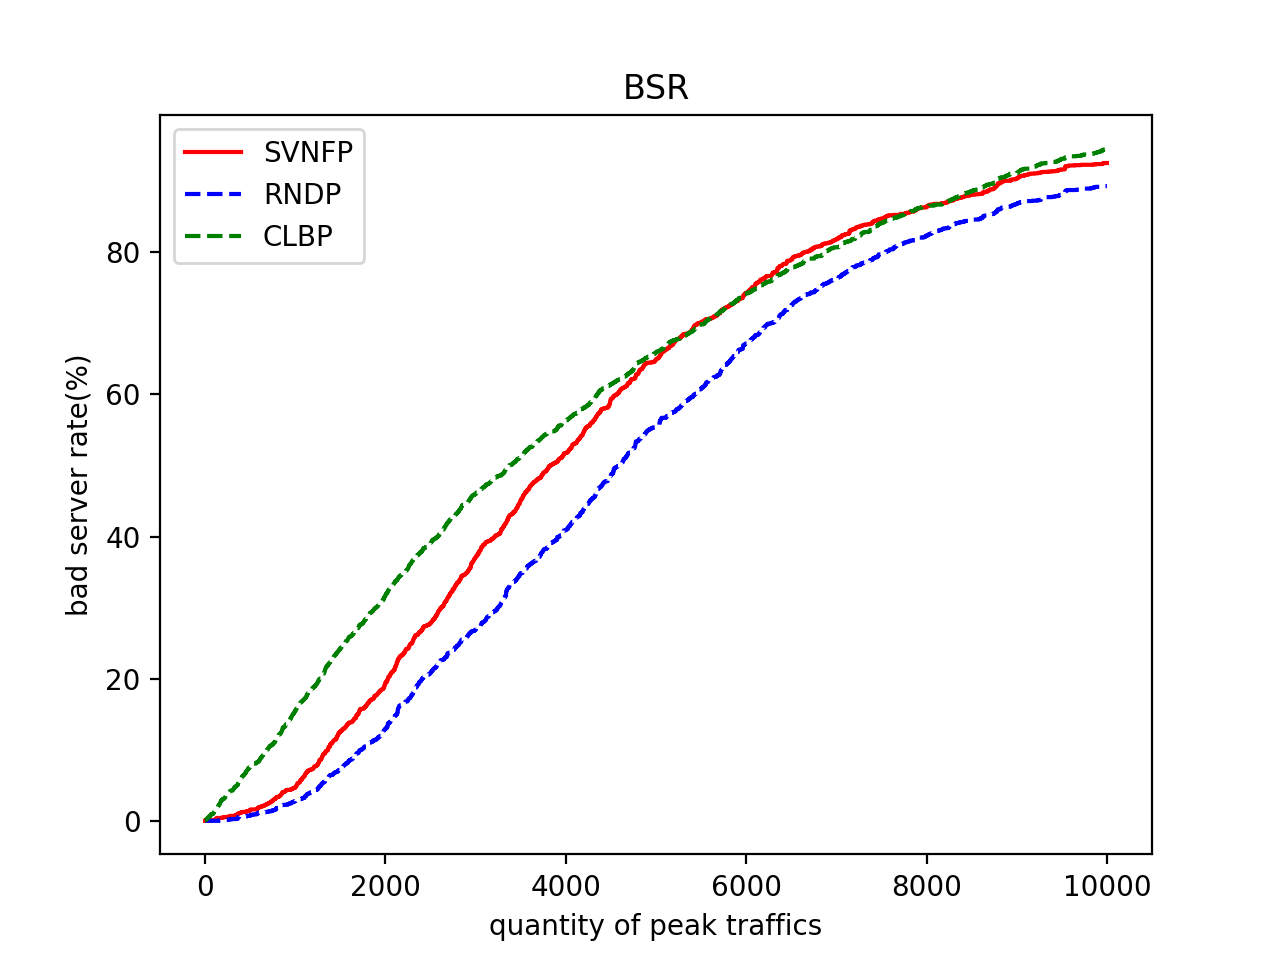 BSR
SVNFP
RNDP
CLBP
80
60
40
20
0
bad server rate(%)
0 2000 4000 6000 8000 10000
quantity of peak traffics